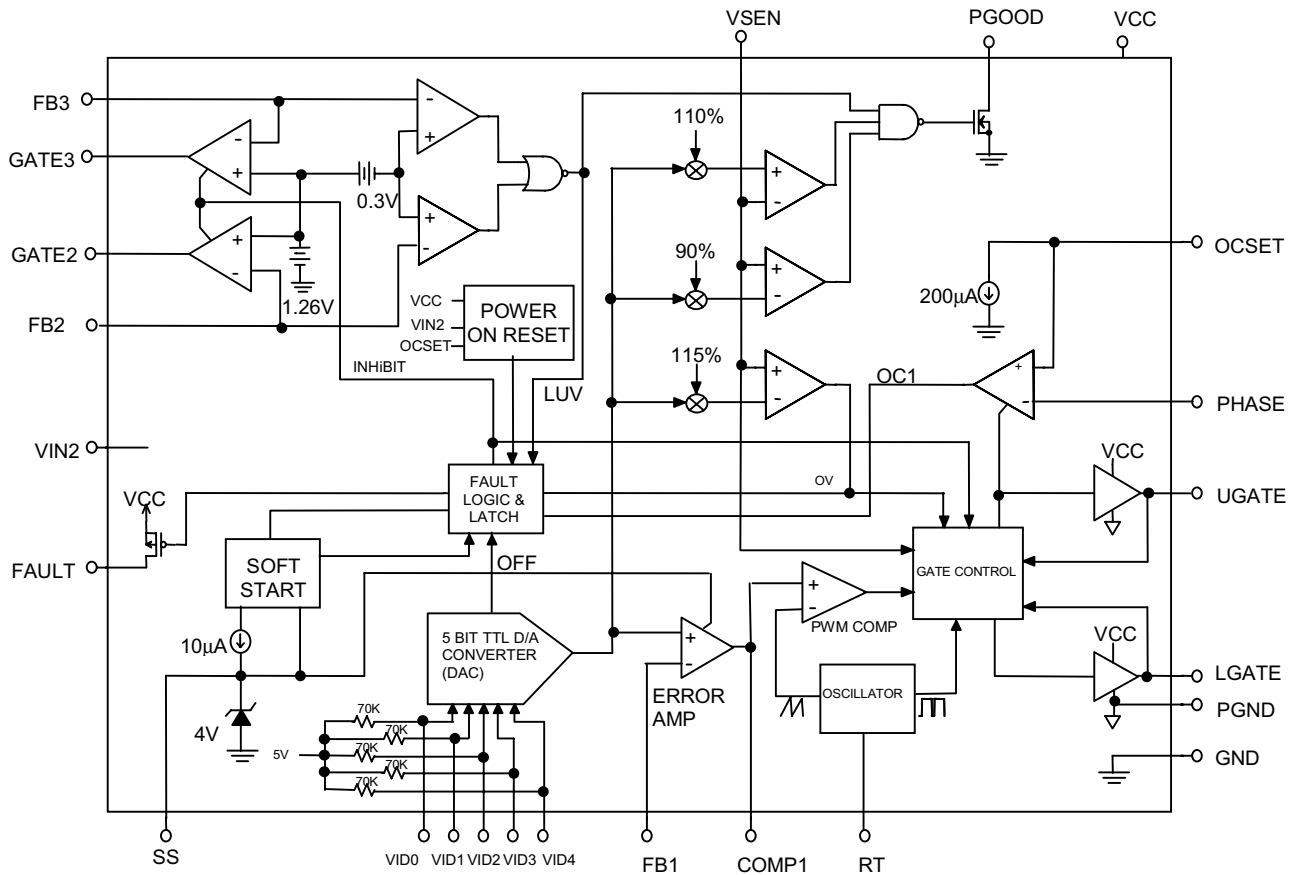 VSEN
PGOOD
VCC
FB3
-
+
110%
-
+
GATE3
+
-
0.3V
+
-
+
-
GATE2
90%
+
-
OCSET
1.26V
200µA
FB2
VCC
VIN2
OCSET
POWER
ON RESET
115%
+
-
INHiBIT
LUV
OC1
+
-
PHASE
VIN2
VCC
FAULT
LOGIC &
LATCH
OV
VCC
UGATE
FAULT
SOFT
START
OFF
GATE CONTROL
+
-
PWM COMP
10µA
5 BIT TTL D/A
CONVERTER
(DAC)
+
-
ERROR
AMP
VCC
LGATE
OSCILLATOR
PGND
4V
70K
70K
5V
70K
70K
70K
GND
SS
VID0
VID1
VID2
VID3
VID4
FB1
COMP1
RT